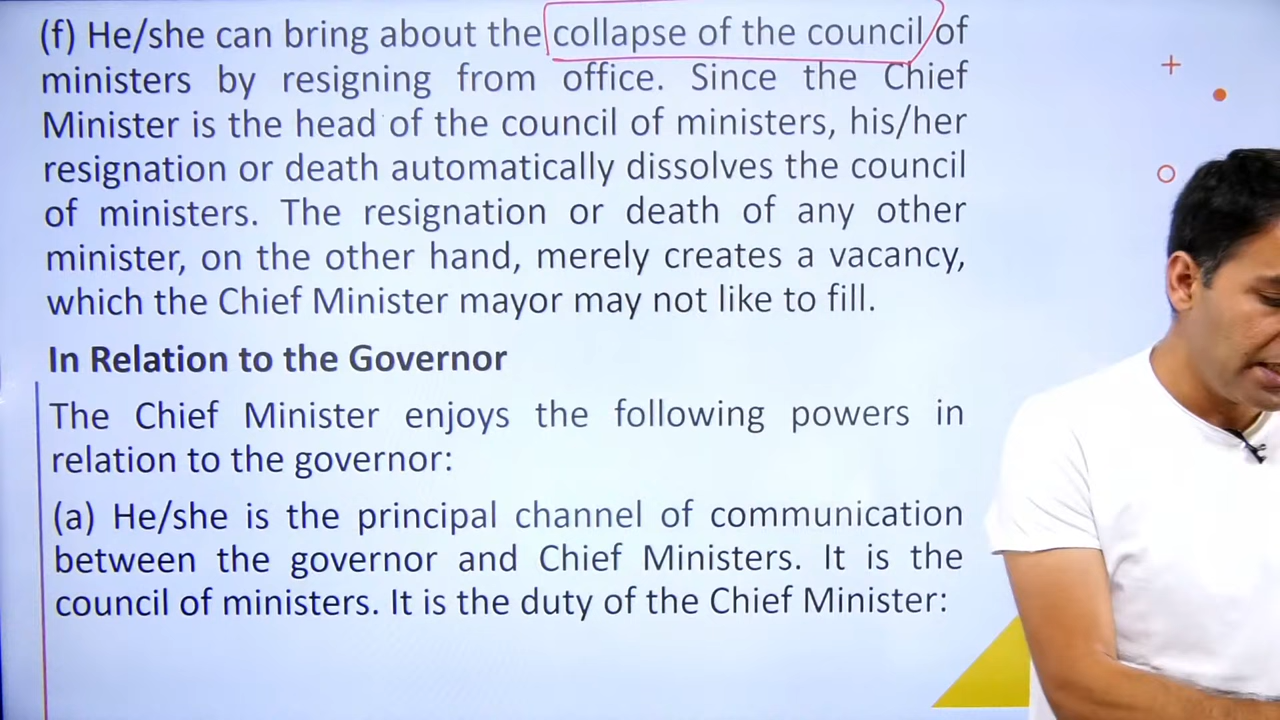 (f) He/she can bring about the collapse of the council of
ministers by resigning from office. Since the Chief
Minister is the head of the council of ministers, his/her
resignation or death automatically dissolves the council
of ministers. The resignation or death of any other
minister, on the other hand, merely creates a vacancy,
which the Chief Minister mayor may not like to fill.
In Relation to the Governor
The Chief Minister enjoys the following powers in
relation to the governor:
(a) He/she is the principal channel of communication
between the governor and Chief Ministers. It is the
council of ministers. It is the duty of the Chief Minister: